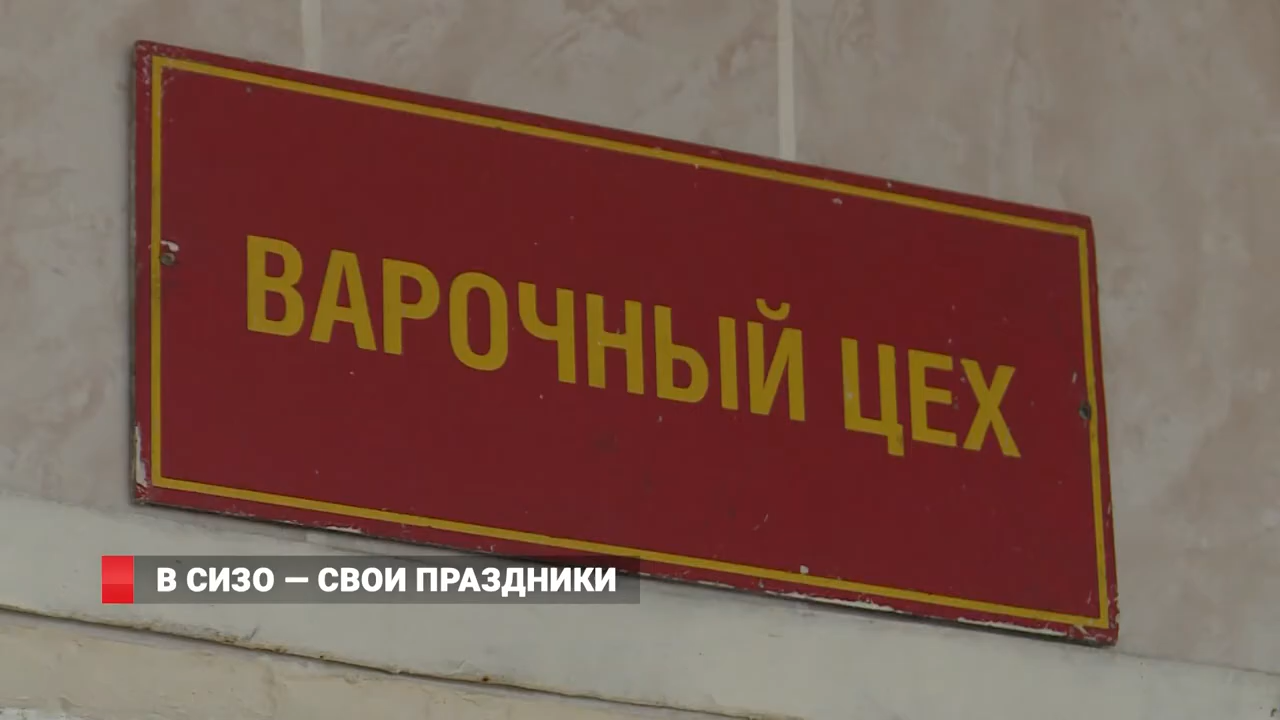 ВАРОЧНЫЙ ЦЕХ
В СИЗО — СВОИ ПРАЗДНИКИ